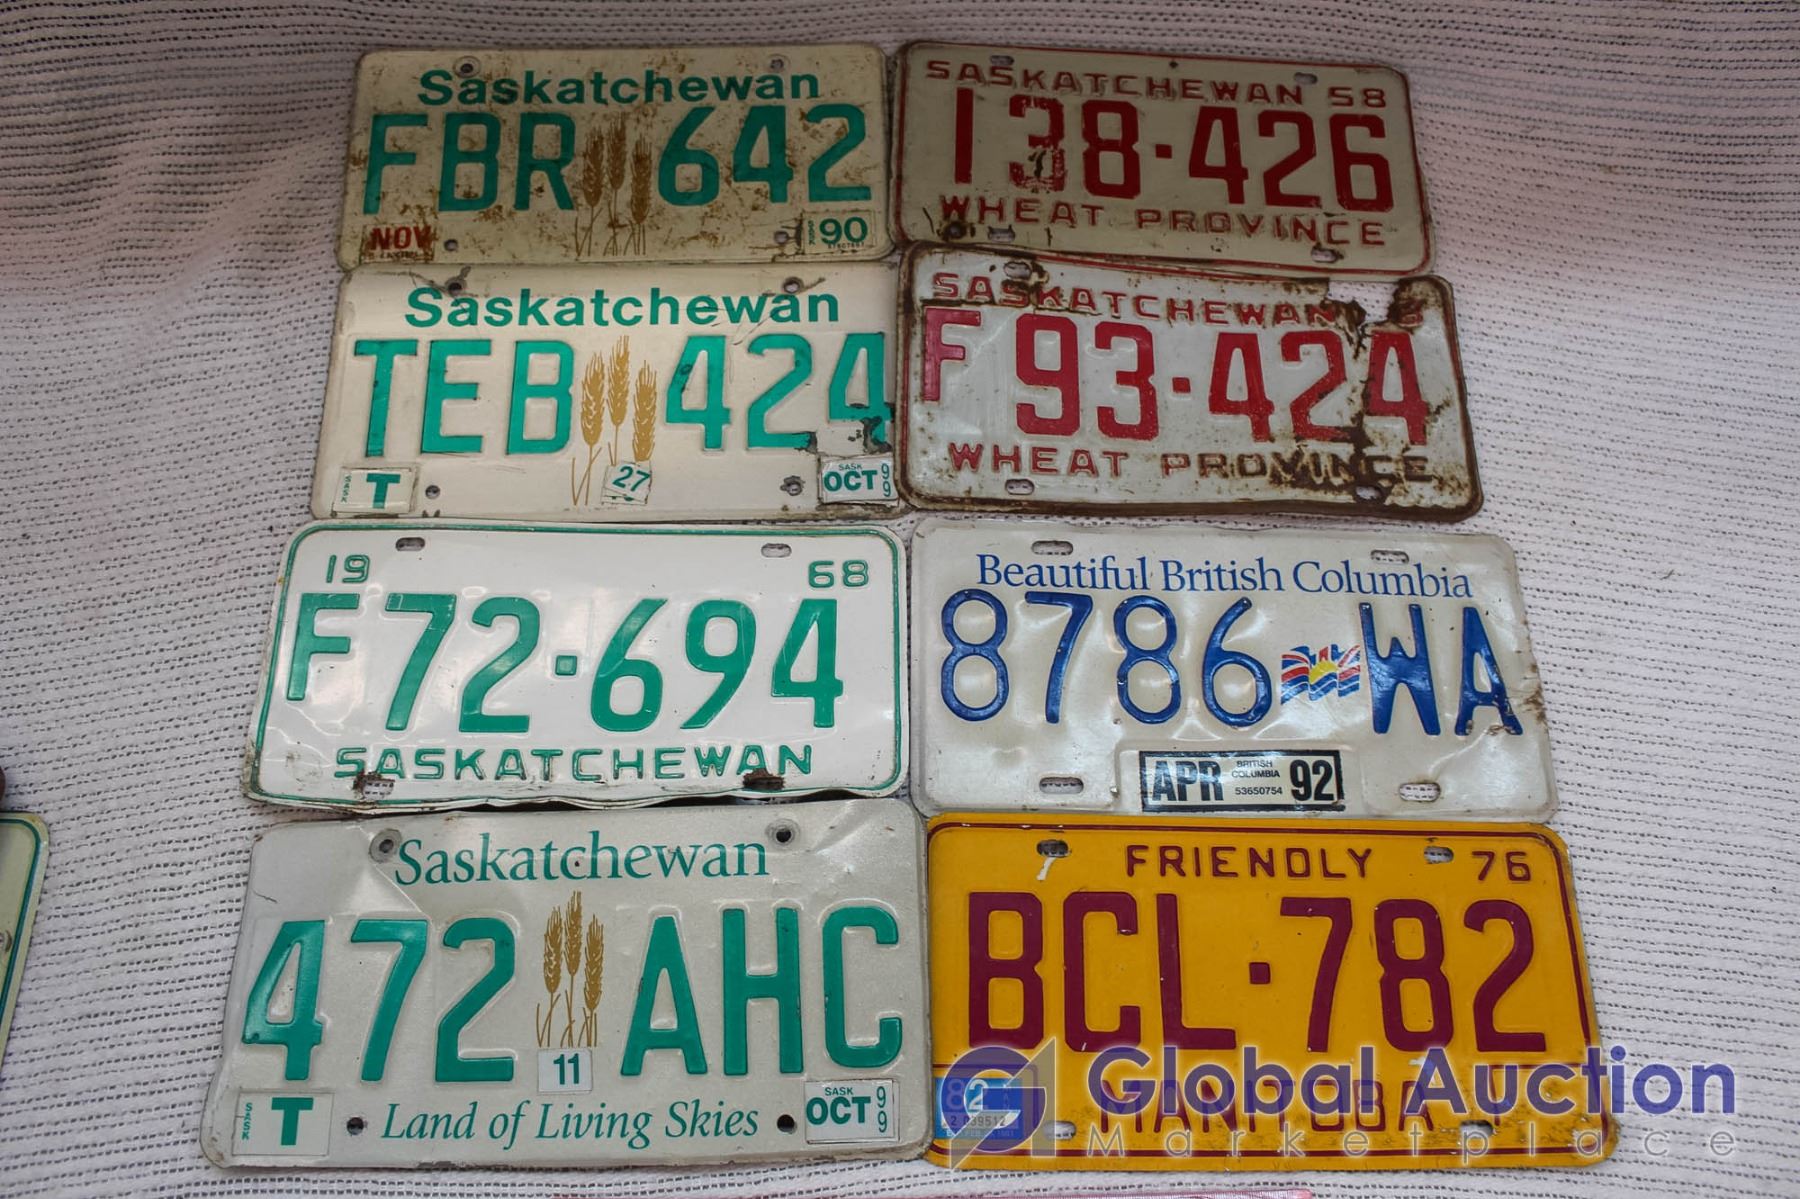 Saskatchewan
FBR 642
NOV 90
SASKATCHEWAN 58
138-426
WHEAT PROVINCE
Saskatchewan
TEB 424
SASK T 27 SASK OCT 99
SASKATCHEWAN
F 93-424
WHEAT PROVINCE
19 68
F 72-694
SASKATCHEWAN
Beautiful British Columbia
8786 WA
APR BRITISH COLUMBIA 53650754 92
Saskatchewan
472 AHC
11
SASK T Land of Living Skies SASK OCT 99
FRIENDLY 76
BCL-782
82 MANITOBA
Global Auction
Marketplace